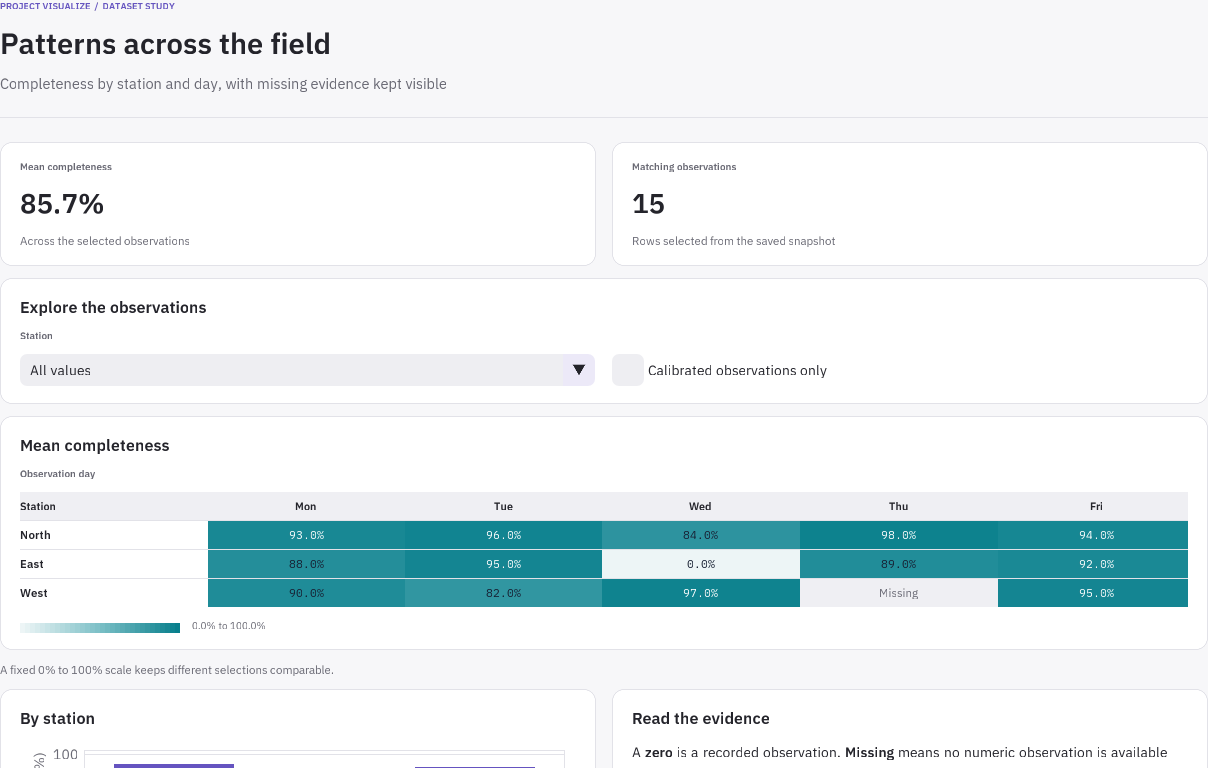 PROJECT VISUALIZE / DATASET STUDY
Patterns across the field
Completeness by station and day, with missing evidence kept visible
Mean completeness
85.7%
Across the selected observations
Matching observations
15
Rows selected from the saved snapshot
Explore the observations
Station
All values
Calibrated observations only
Mean completeness
Observation day
Station Mon Tue Wed Thu Fri
North 93.0% 96.0% 84.0% 98.0% 94.0%
East 88.0% 95.0% 0.0% 89.0% 92.0%
West 90.0% 82.0% 97.0% Missing 95.0%
0.0% to 100.0%
A fixed 0% to 100% scale keeps different selections comparable.
By station
100
%)
Read the evidence
A zero is a recorded observation. Missing means no numeric observation is available